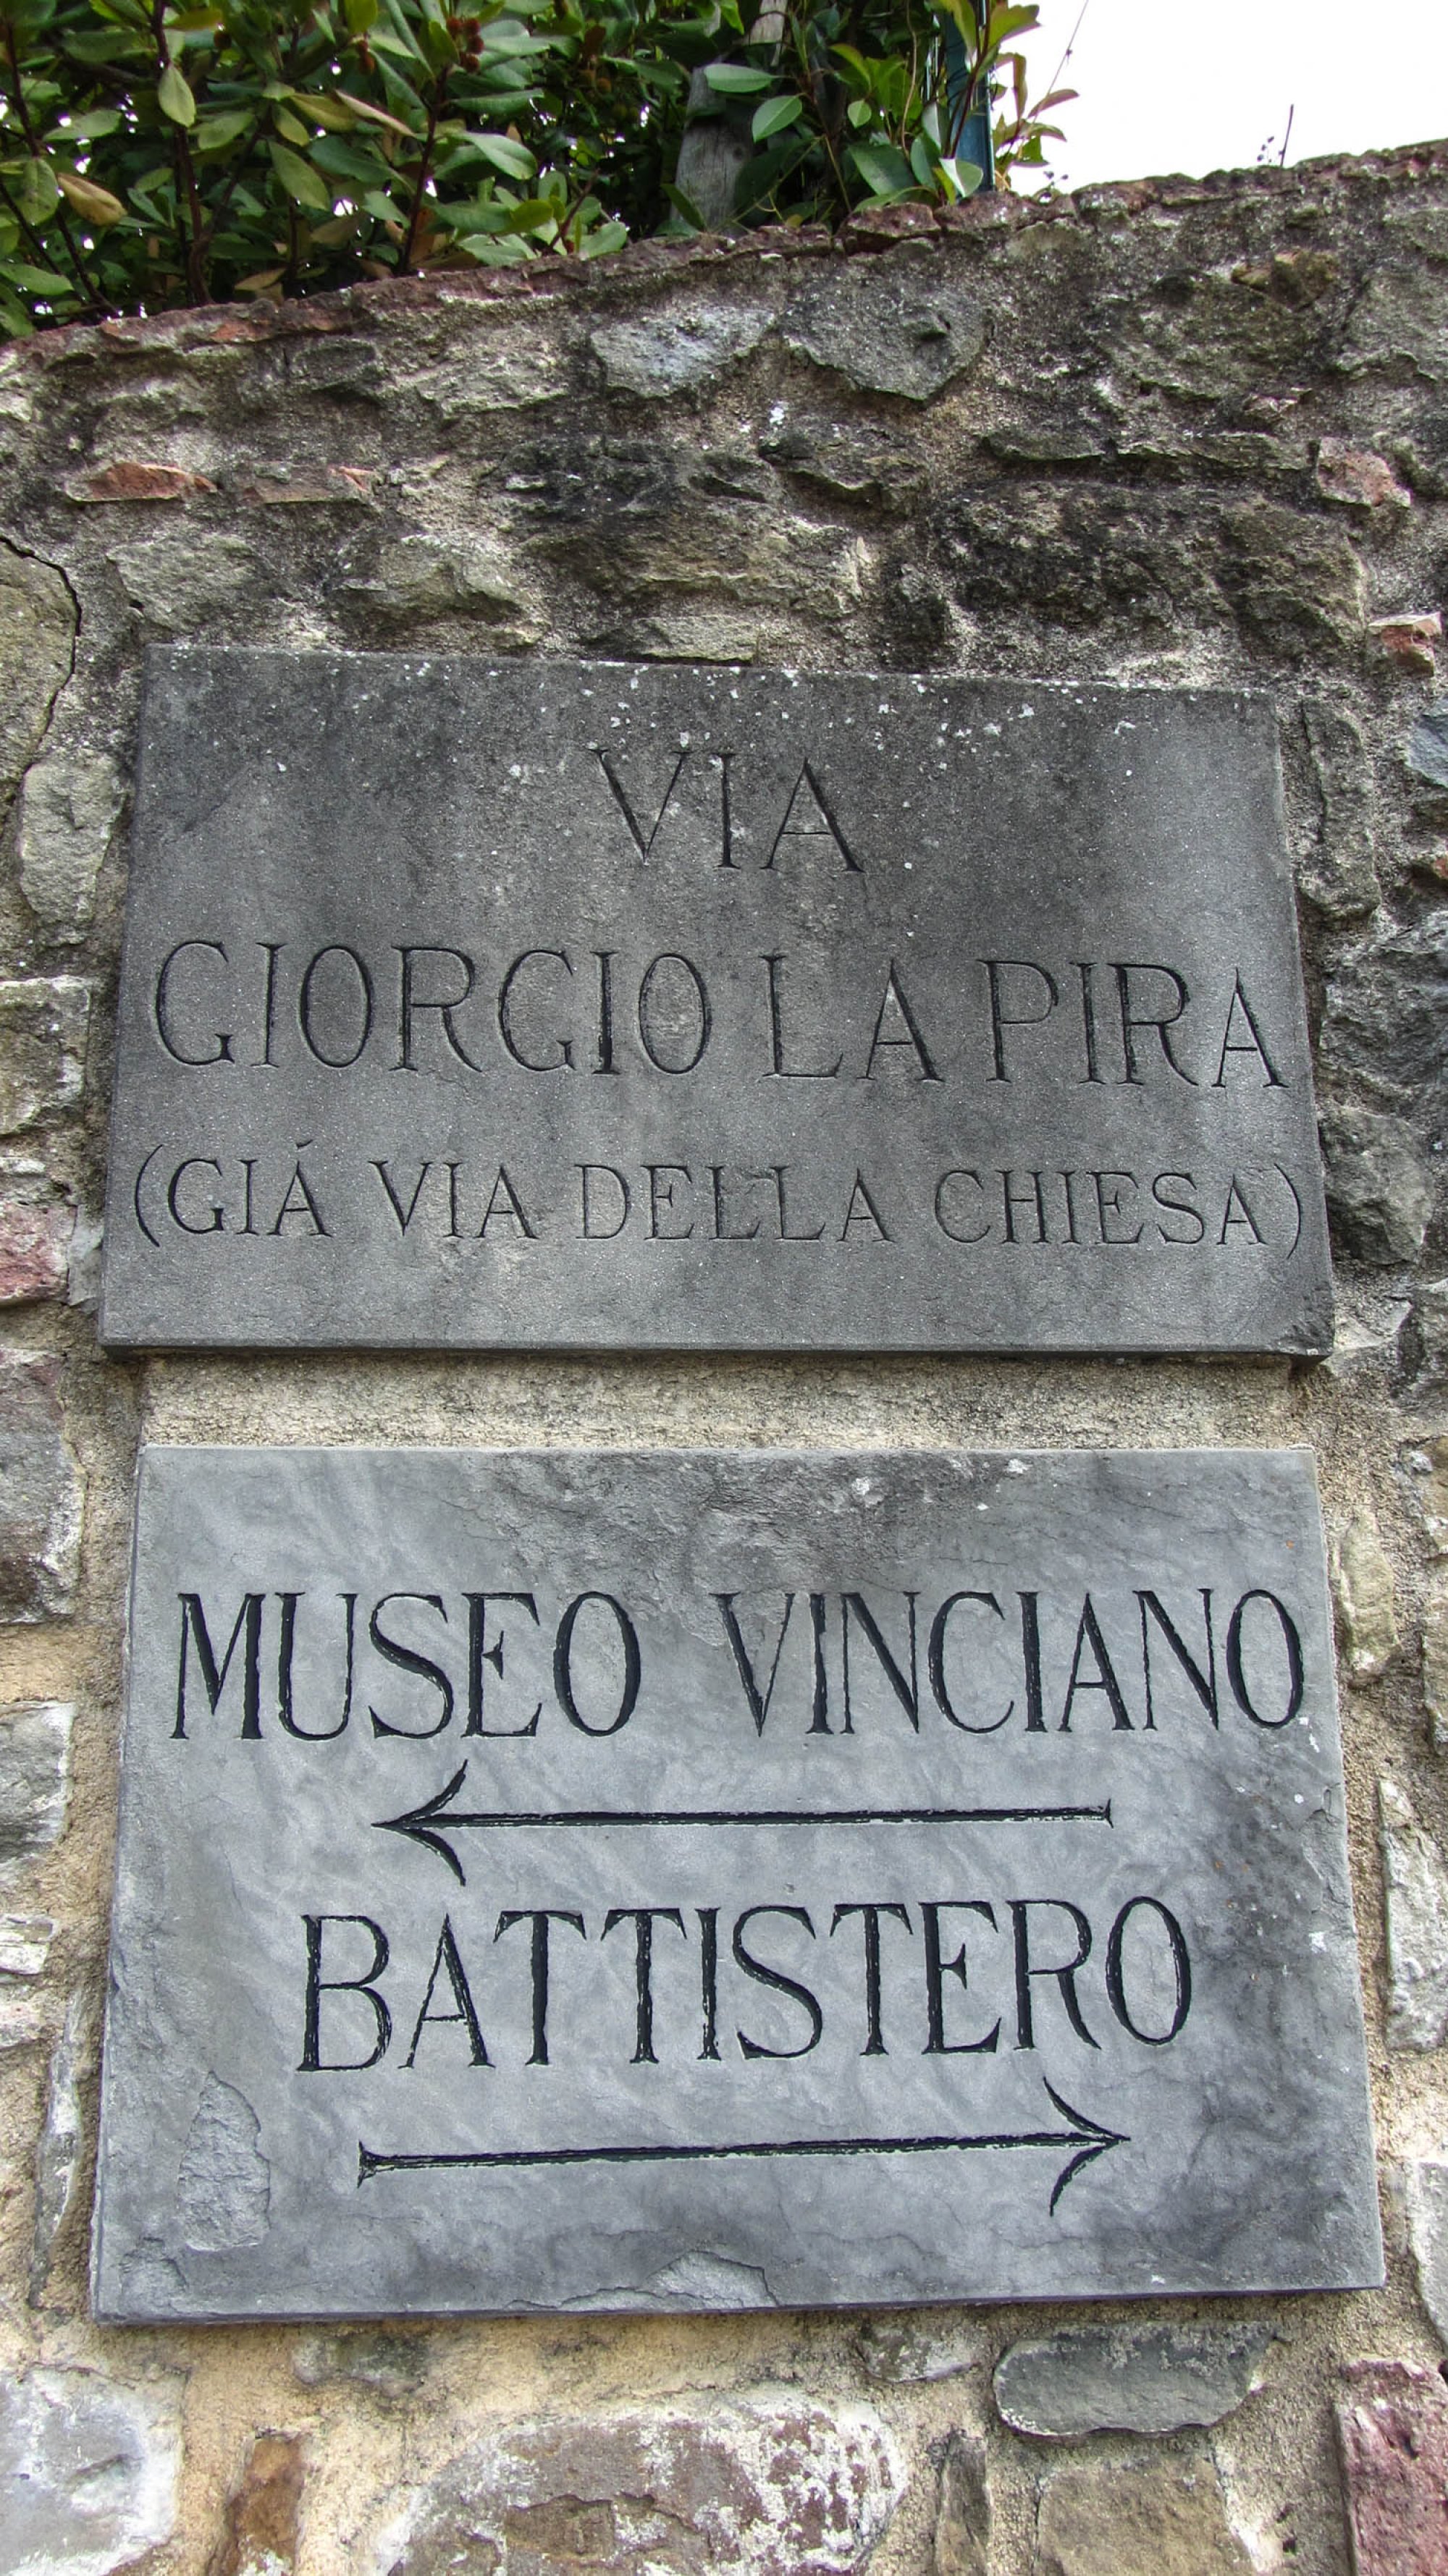 VIA
GIORGIO LA PIRA
(GIÁ VIA DELLA CHIESA)
MUSEO VINCIANO
BATTISTERO